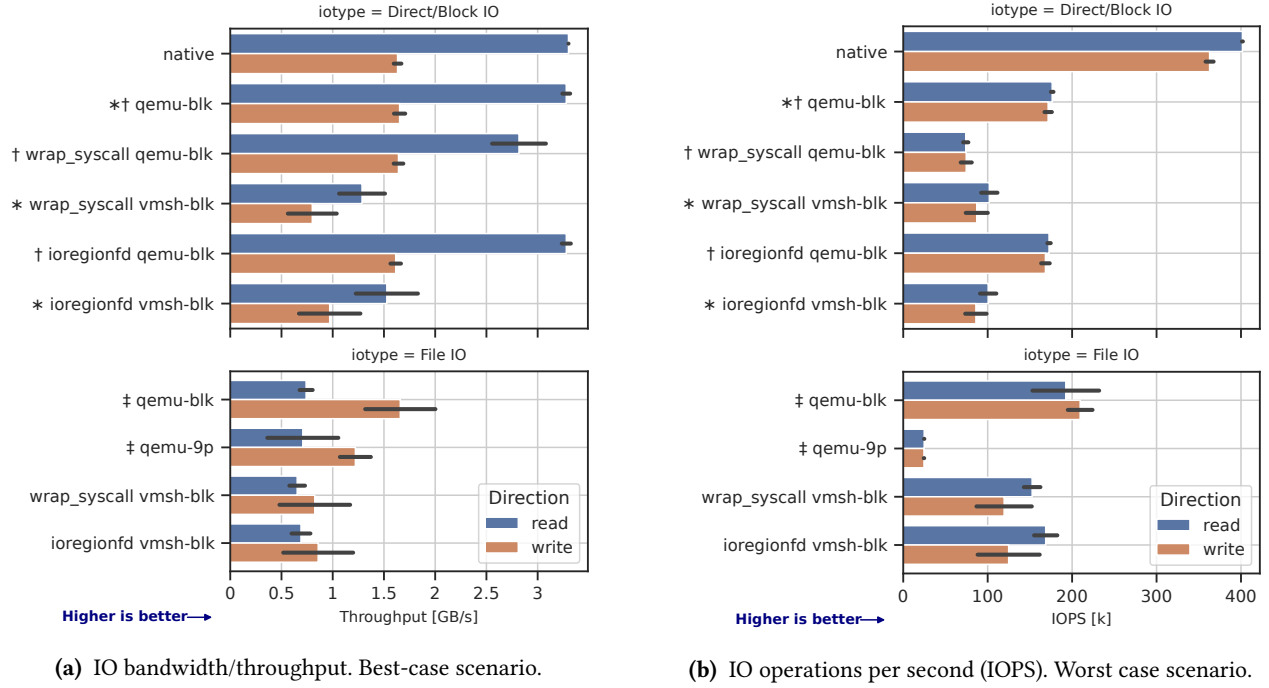 iotype = Direct/Block IO
native
∗† qemu-blk
† wrap_syscall qemu-blk
∗ wrap_syscall vmsh-blk
† ioregionfd qemu-blk
∗ ioregionfd vmsh-blk
iotype = File IO
‡ qemu-blk
‡ qemu-9p
wrap_syscall vmsh-blk
ioregionfd vmsh-blk
Direction
read
write
0 0.5 1 1.5 2 2.5 3
Higher is better
Throughput [GB/s]
(a) IO bandwidth/throughput. Best-case scenario.
iotype = Direct/Block IO
native
∗† qemu-blk
† wrap_syscall qemu-blk
∗ wrap_syscall vmsh-blk
† ioregionfd qemu-blk
∗ ioregionfd vmsh-blk
iotype = File IO
‡ qemu-blk
‡ qemu-9p
wrap_syscall vmsh-blk
ioregionfd vmsh-blk
Direction
read
write
0 100 200 300 400
Higher is better
IOPS [k]
(b) IO operations per second (IOPS). Worst case scenario.